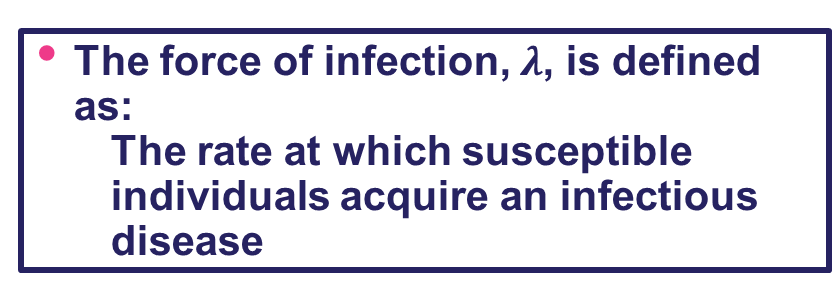 • The force of infection, λ, is defined
as:
The rate at which susceptible
individuals acquire an infectious
disease